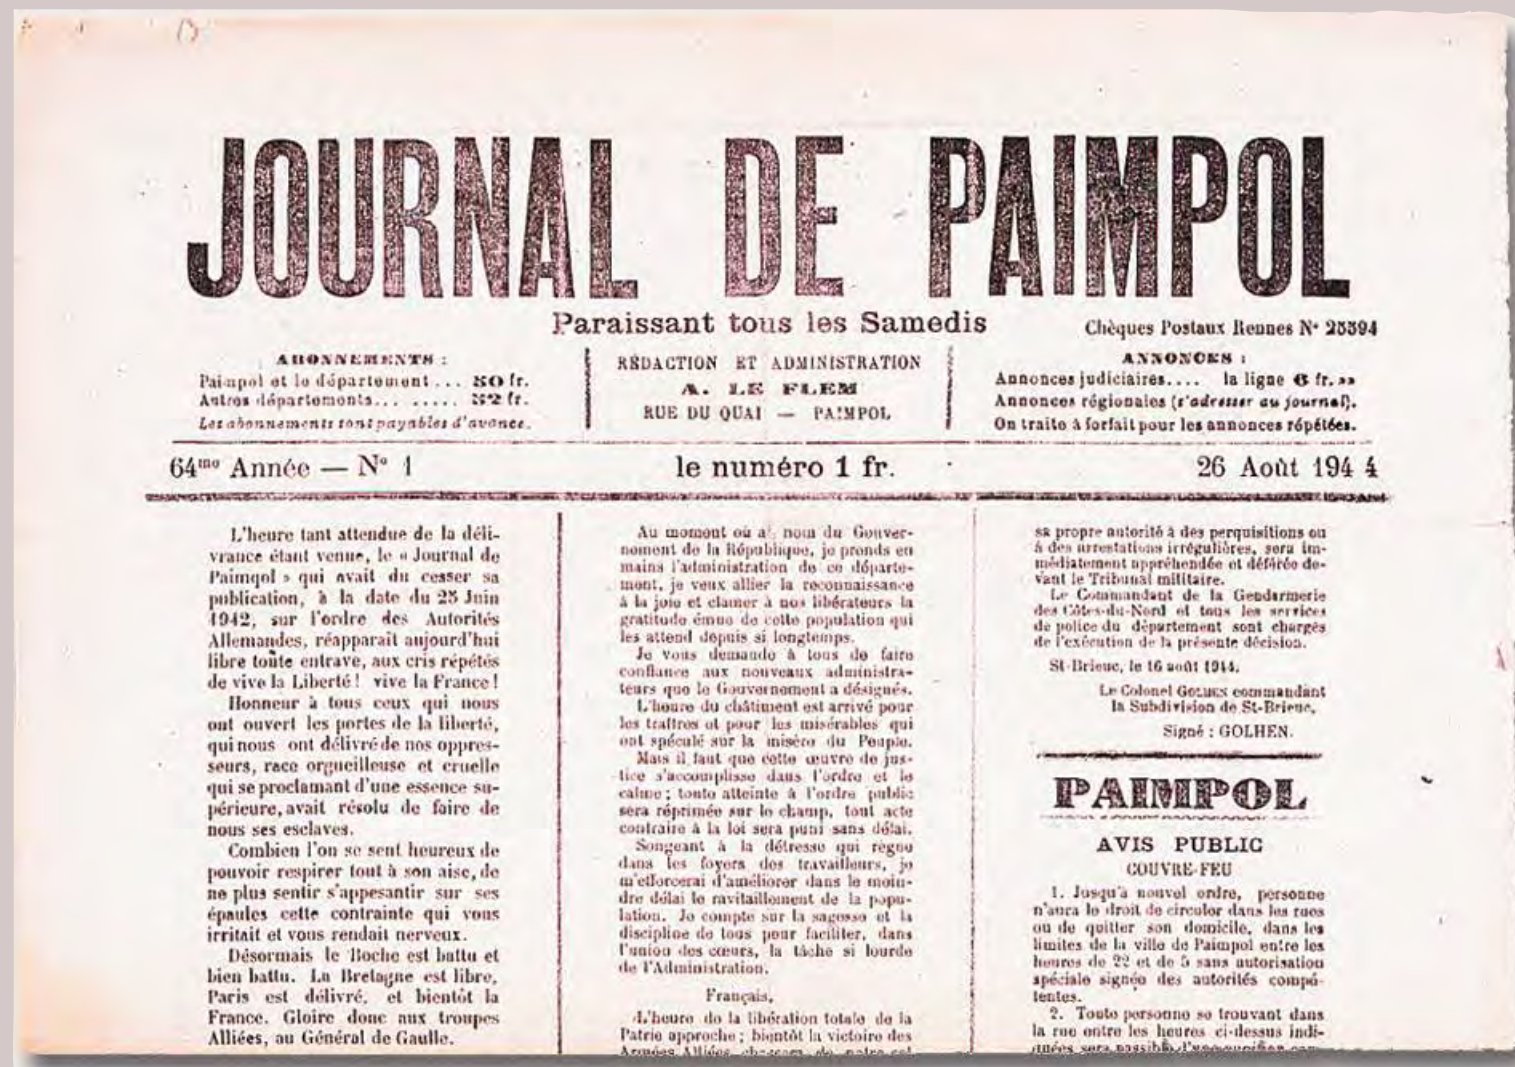 JOURNAL DE PAIMPOL
Paraissant tous les Samedis
Chèques Postaux Rennes N° 25594
ABONNEMENTS :
Paimpol et le département ... 50 fr.
Autres départements... ..... 52 fr.
Les abonnements sont payables d'avance.
RÉDACTION ET ADMINISTRATION
A. LE FLEM
RUE DU QUAI — PAIMPOL
ANNONCES :
Annonces judiciaires.... la ligne 6 fr. »»
Annonces régionales (s'adresser au journal).
On traite à forfait pour les annonces répétées.
64me Année — N° 1
le numéro 1 fr.
26 Août 194 4
L'heure tant attendue de la déli-
vrance étant venue, le « Journal de
Paimqol » qui avait du cesser sa
publication, à la date du 25 Juin
1942, sur l'ordre des Autorités
Allemandes, réapparait aujourd'hui
libre toute entrave, aux cris répétés
de vive la Liberté ! vive la France !
Honneur à tous ceux qui nous
ont ouvert les portes de la liberté,
qui nous ont délivré de nos oppres-
seurs, race orgueilleuse et cruelle
qui se proclamant d'une essence su-
périeure, avait résolu de faire de
nous ses esclaves.
Combien l'on se sent heureux de
pouvoir respirer tout à son aise, de
ne plus sentir s'appesantir sur ses
épaules cette contrainte qui vous
irritait et vous rendait nerveux.
Désormais le Boche est battu et
bien battu. La Bretagne est libre,
Paris est délivré, et bientôt la
France. Gloire donc aux troupes
Alliées, au Général de Gaulle.
Au moment où au nom du Gouver-
nement de la République, je prends en
mains l'administration de ce départe-
ment, je veux allier la reconnaissance
à la joie et clamer à nos libérateurs la
gratitude émue de cette population qui
les attend depuis si longtemps.
Je vous demande à tous de faire
confiance aux nouveaux administra-
teurs que le Gouvernement a désignés.
L'heure du châtiment est arrivé pour
les traîtres et pour les misérables qui
ont spéculé sur la misère du Peuple.
Mais il faut que cette œuvre de jus-
tice s'accomplisse dans l'ordre et le
calme ; toute atteinte à l'ordre public
sera réprimée sur le champ, tout acte
contraire à la loi sera puni sans délai.
Songeant à la détresse qui règne
dans les foyers des travailleurs, je
m'efforcerai d'améliorer dans le moin-
dre délai le ravitaillement de la popu-
lation. Je compte sur la sagesse et la
discipline de tous pour faciliter, dans
l'union des cœurs, la tâche si lourde
de l'Administration.
Français,
L'heure de la libération totale de la
Patrie approche ; bientôt la victoire des
Armées Alliées chassera de notre sol
sa propre autorité à des perquisitions ou
à des arrestations irrégulières, sera im-
médiatement appréhendée et déférée de-
vant le Tribunal militaire.
Le Commandant de la Gendarmerie
des Côtes-du-Nord et tous les services
de police du département sont chargés
de l'exécution de la présente décision.
St-Brieuc, le 16 août 1944.
Le Colonel GOLHEN commandant
la Subdivision de St-Brieuc,
Signé : GOLHEN.
PAIMPOL
AVIS PUBLIC
COUVRE-FEU
1. Jusqu'à nouvel ordre, personne
n'aura le droit de circuler dans les rues
ou de quitter son domicile, dans les
limites de la ville de Paimpol entre les
heures de 22 et de 5 sans autorisation
spéciale signée des autorités compé-
tentes.
2. Toute personne se trouvant dans
la rue entre les heures ci-dessus indi-
quées sera passible